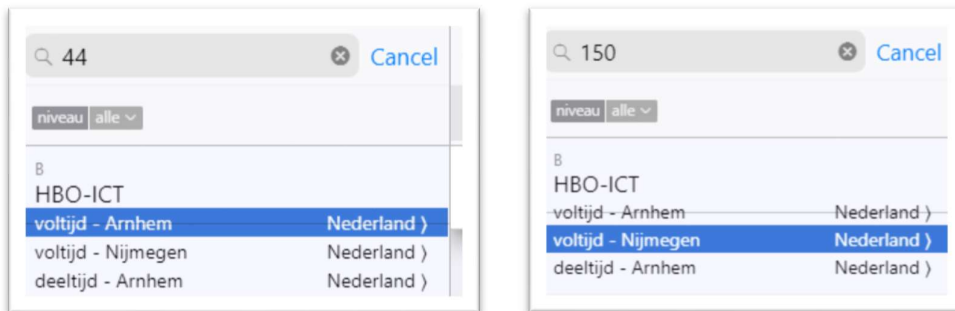 44 Cancel
niveau alle
B
HBO-ICT
voltijd - Arnhem Nederland ⟩
voltijd - Nijmegen Nederland ⟩
deeltijd - Arnhem Nederland ⟩
150 Cancel
niveau alle
B
HBO-ICT
voltijd - Arnhem Nederland ⟩
voltijd - Nijmegen Nederland ⟩
deeltijd - Arnhem Nederland ⟩